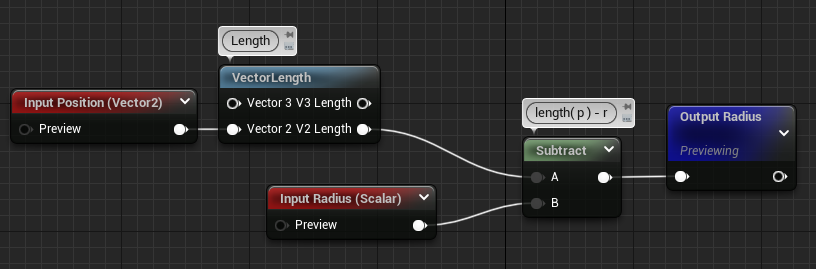 Length
VectorLength
Vector 3 V3 Length
Vector 2 V2 Length
Input Position (Vector2)
Preview
Input Radius (Scalar)
Preview
length( p ) - r
Subtract
A
B
Output Radius
Previewing